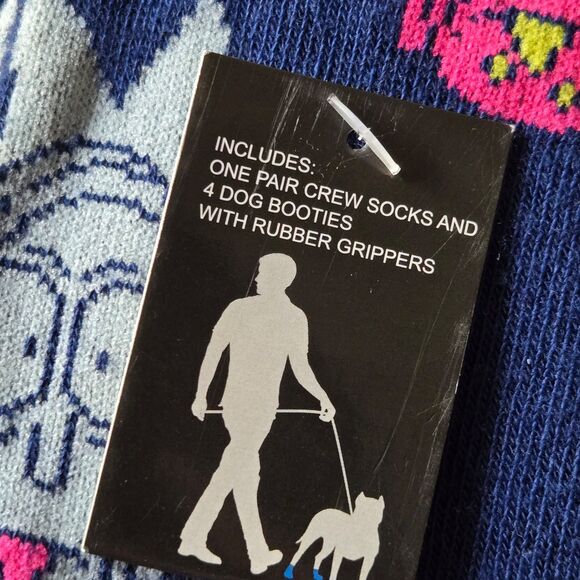 INCLUDES:
ONE PAIR CREW SOCKS AND
4 DOG BOOTIES
WITH RUBBER GRIPPERS